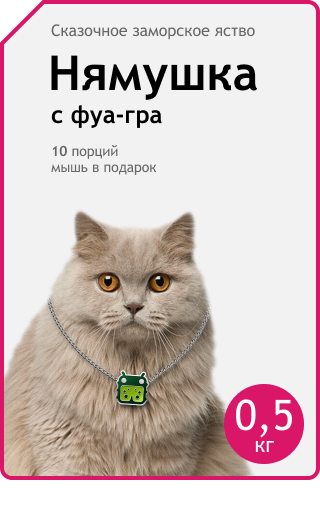 Сказочное заморское яство
Нямушка
с фуа-гра
10 порций
мышь в подарок
0,5
кг